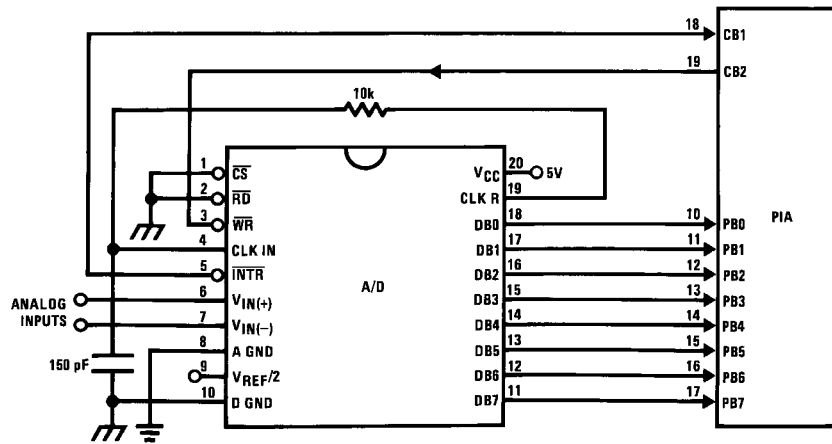 18 CB1
19 CB2
10k
1 CS
2 RD
3 WR
4 CLK IN
5 INTR
6 VIN(+)
7 VIN(−)
8 A GND
9 VREF/2
10 D GND
ANALOG
INPUTS
150 pF
A/D
VCC 20 5V
CLK R 19
DB0 18
DB1 17
DB2 16
DB3 15
DB4 14
DB5 13
DB6 12
DB7 11
10 PB0
11 PB1
12 PB2
13 PB3
14 PB4
15 PB5
16 PB6
17 PB7
PIA